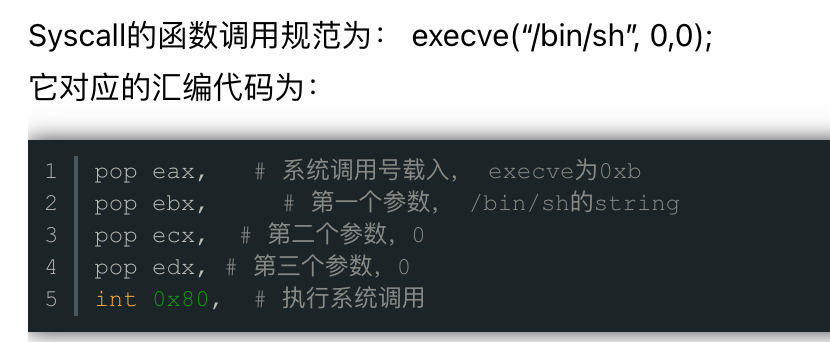 Syscall的函数调用规范为： execve(“/bin/sh”, 0,0);
它对应的汇编代码为：
1 pop eax, # 系统调用号载入， execve为0xb
2 pop ebx, # 第一个参数， /bin/sh的string
3 pop ecx, # 第二个参数，0
4 pop edx, # 第三个参数，0
5 int 0x80, # 执行系统调用